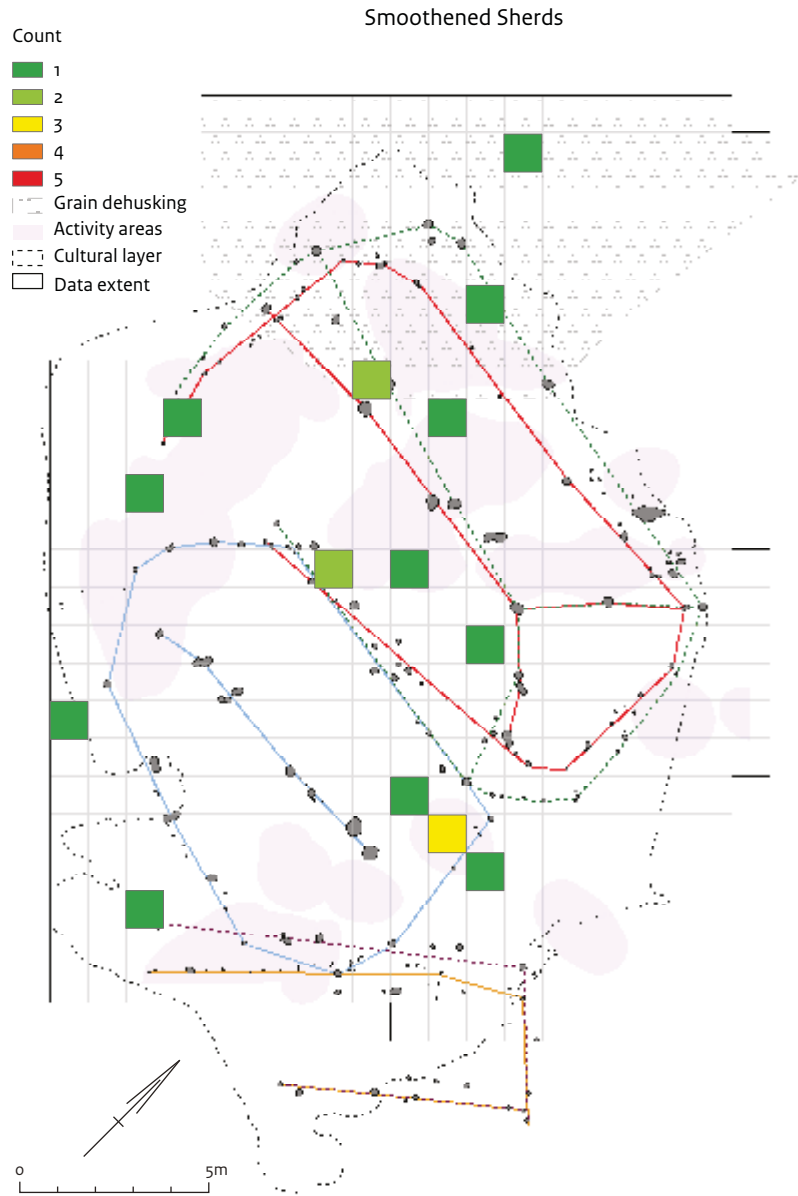 Smoothened Sherds
Count
1
2
3
4
5
Grain dehusking
Activity areas
Cultural layer
Data extent
0 5m